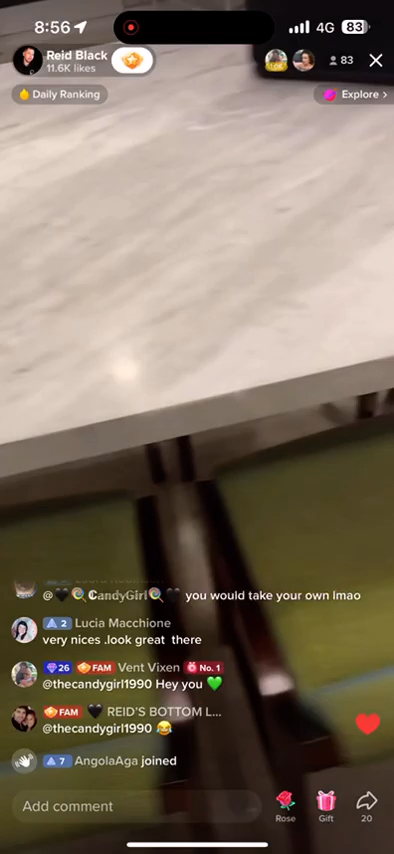 8:56
4G
83
Reid Black
11.6K likes
83
Daily Ranking
Explore >
@🖤🍭CandyGirl🍭🖤 you would take your own lmao
2 Lucia Macchione
very nices .look great there
26 FAM Vent Vixen No. 1
@thecandygirl1990 Hey you 💚
FAM 🖤 REID'S BOTTOM L...
@thecandygirl1990 😂
7 AngolaAga joined
Add comment
Rose
Gift
20